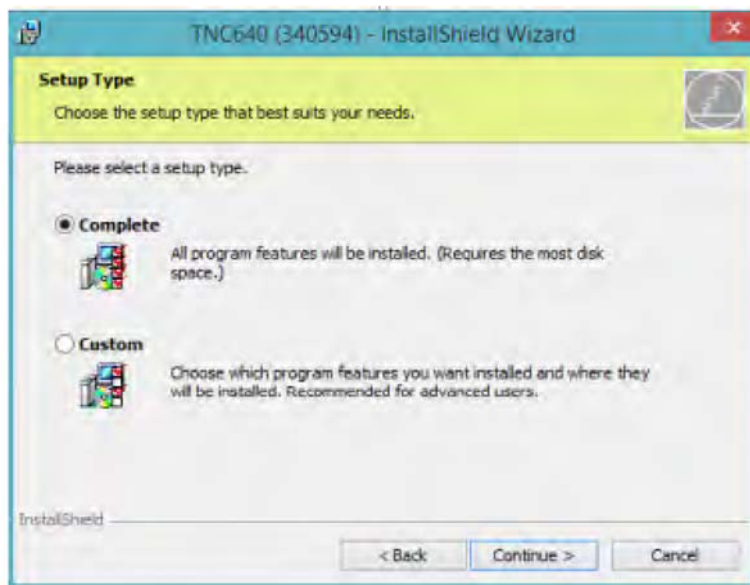 TNC640 (340594) - InstallShield Wizard
Setup Type
Choose the setup type that best suits your needs.
Please select a setup type.
Complete
All program features will be installed. (Requires the most disk
space.)
Custom
Choose which program features you want installed and where they
will be installed. Recommended for advanced users.
InstallShield
< Back
Continue >
Cancel